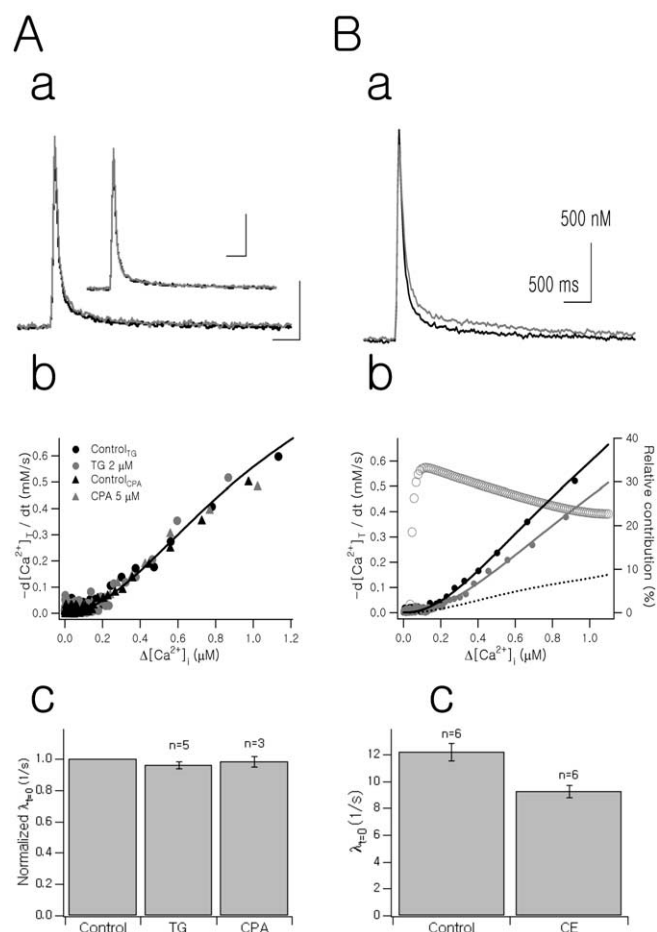 A
B
a
a
500 nM
500 ms
b
b
Control_TG
TG 2 μM
Control_CPA
CPA 5 μM
-d[Ca²⁺]_T / dt (mM/s)
0.6
0.5
0.4
0.3
0.2
0.1
0.0
0.0 0.2 0.4 0.6 0.8 1.0 1.2
Δ[Ca²⁺]_i (μM)
-d[Ca²⁺]_T / dt (mM/s)
0.6
0.5
0.4
0.3
0.2
0.1
0.0
0.0 0.2 0.4 0.6 0.8 1.0
Δ[Ca²⁺]_i (μM)
40
30
20
10
0
Relative contribution (%)
c
c
Normalized λ_t=0 (1/s)
1.0
0.8
0.6
0.4
0.2
0.0
n=5
n=3
Control TG CPA
λ_t=0 (1/s)
12
10
8
6
4
2
0
n=6
n=6
Control CE